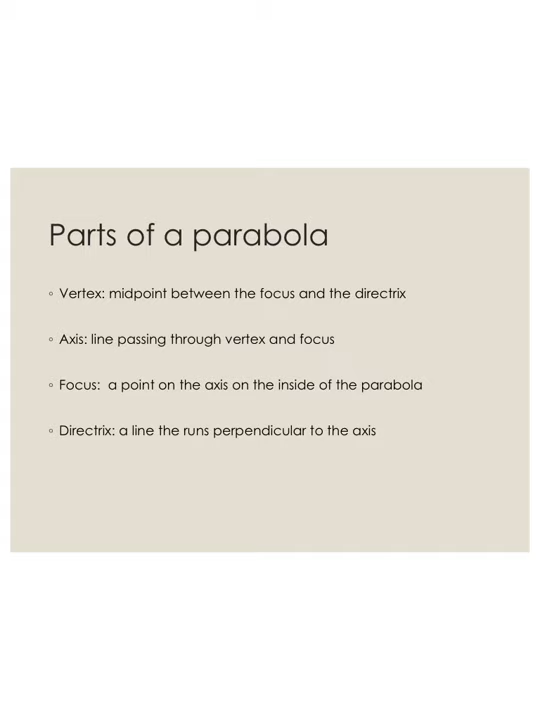 Parts of a parabola
◦ Vertex: midpoint between the focus and the directrix
◦ Axis: line passing through vertex and focus
◦ Focus:  a point on the axis on the inside of the parabola
◦ Directrix: a line the runs perpendicular to the axis